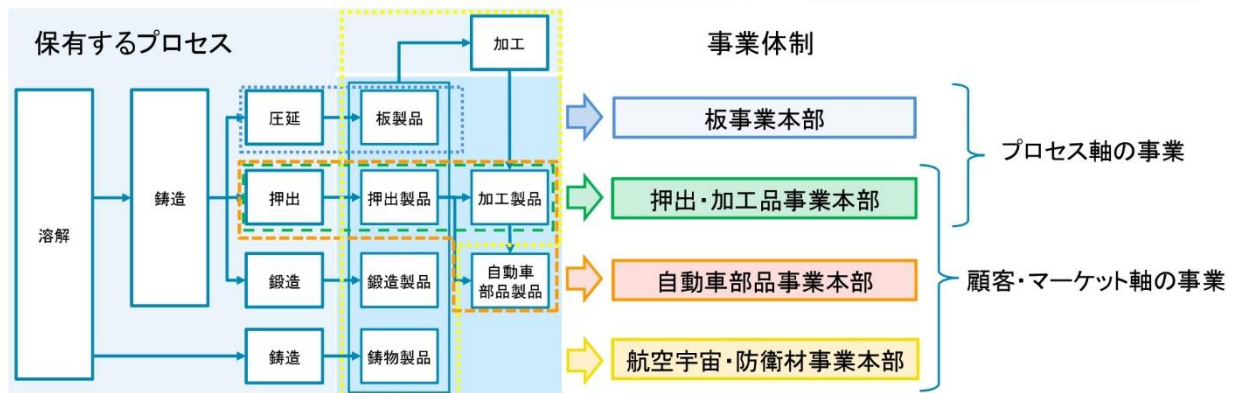 保有するプロセス
加工
事業体制
圧延
板製品
板事業本部
プロセス軸の事業
溶解
鋳造
押出
押出製品
加工製品
押出・加工品事業本部
鍛造
鍛造製品
自動車
部品製品
自動車部品事業本部
顧客・マーケット軸の事業
鋳造
鋳物製品
航空宇宙・防衛材事業本部